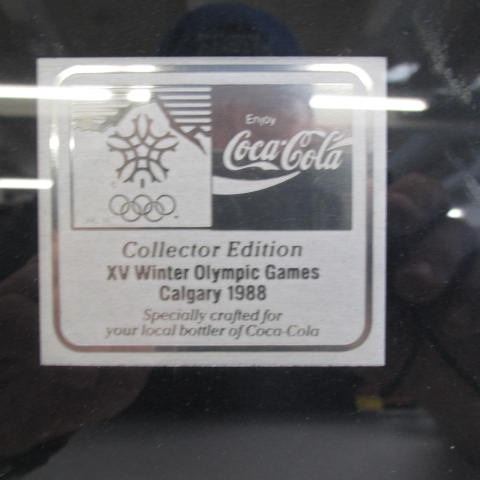 Enjoy
Coca-Cola
Collector Edition
XV Winter Olympic Games
Calgary 1988
Specially crafted for
your local bottler of Coca-Cola